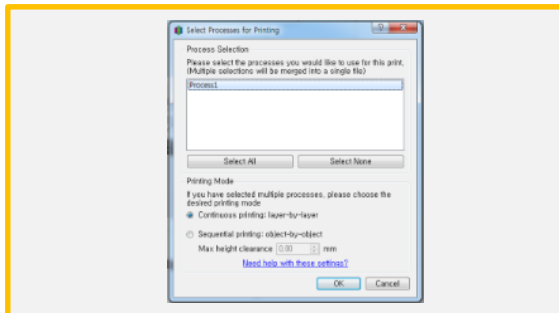 Select Processes for Printing
Process Selection
Please select the processes you would like to use for this print.
(Multiple selections will be merged into a single file)
Process1
Select All
Select None
Printing Mode
If you have selected multiple processes, please choose the
desired printing mode
Continuous printing: layer-by-layer
Sequential printing: object-by-object
Max height clearance 0.00 mm
Need help with these settings?
OK
Cancel